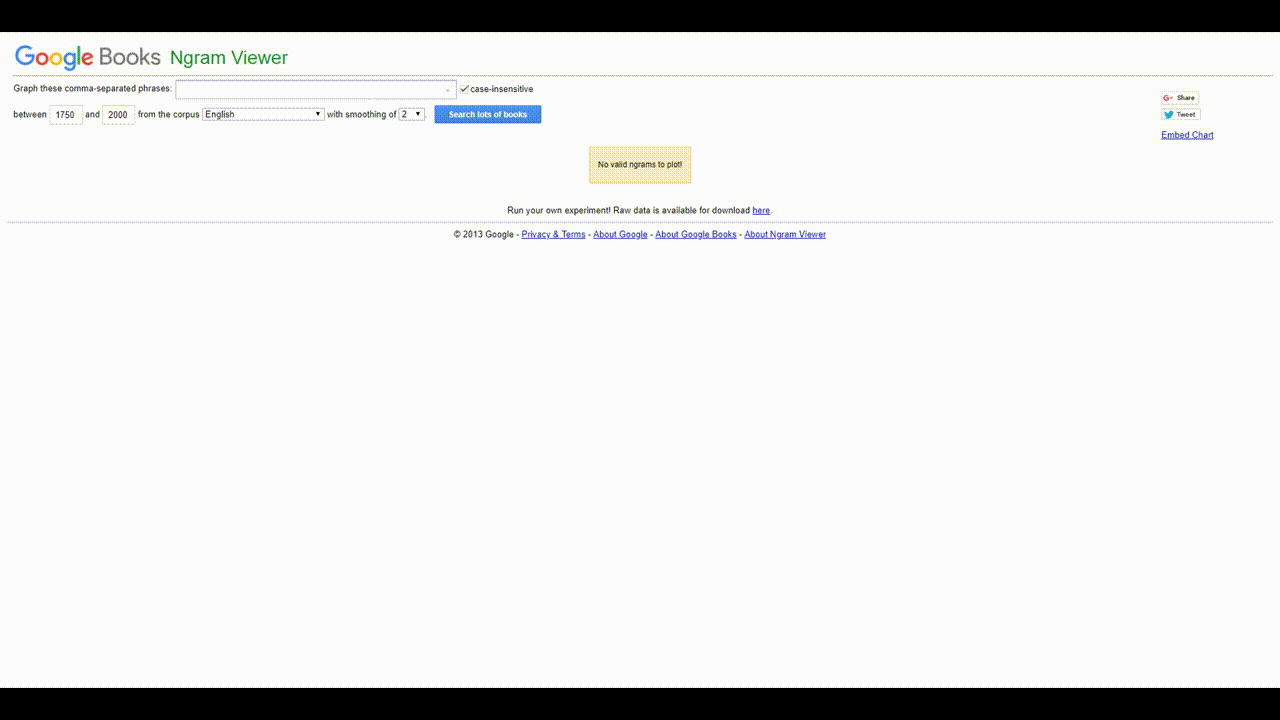 Google Books Ngram Viewer
Graph these comma-separated phrases: case-insensitive
between 1750 and 2000 from the corpus English with smoothing of 2 . Search lots of books
G+ Share
Tweet
Embed Chart
No valid ngrams to plot!
Run your own experiment! Raw data is available for download here.
© 2013 Google - Privacy & Terms - About Google - About Google Books - About Ngram Viewer